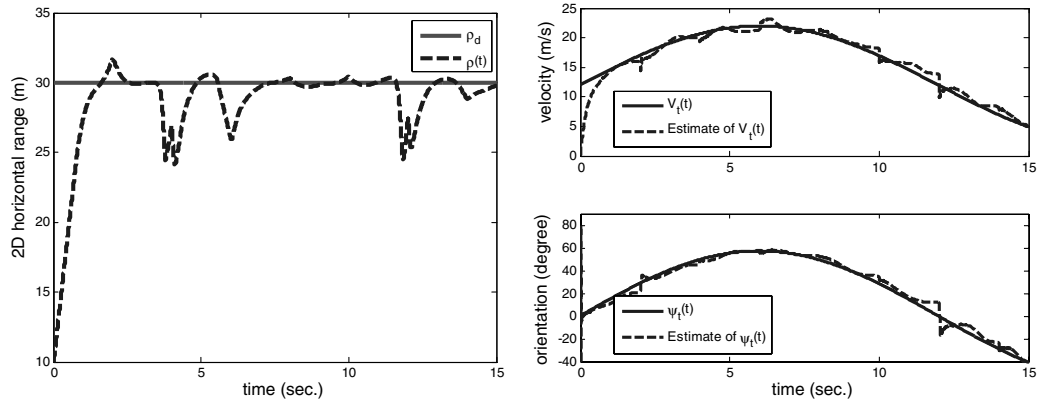 35
30
25
20
15
10
0
5
10
15
2D horizontal range (m)
time (sec.)
ρd
ρ(t)
25
20
15
10
5
0
0
5
10
15
velocity (m/s)
Vt(t)
Estimate of Vt(t)
80
60
40
20
0
-20
-40
0
5
10
15
orientation (degree)
time (sec.)
ψt(t)
Estimate of ψt(t)